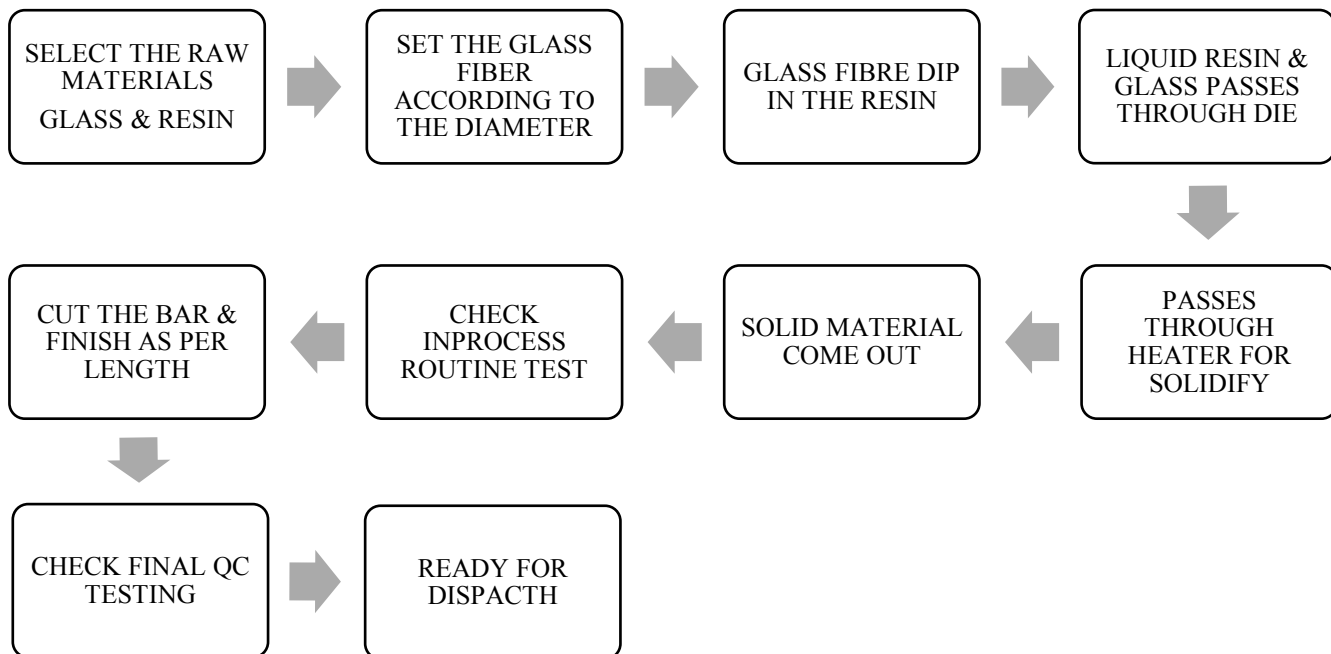 SELECT THE RAW
MATERIALS
GLASS & RESIN
SET THE GLASS
FIBER
ACCORDING TO
THE DIAMETER
GLASS FIBRE DIP
IN THE RESIN
LIQUID RESIN &
GLASS PASSES
THROUGH DIE
PASSES
THROUGH
HEATER FOR
SOLIDIFY
SOLID MATERIAL
COME OUT
CHECK
INPROCESS
ROUTINE TEST
CUT THE BAR &
FINISH AS PER
LENGTH
CHECK FINAL QC
TESTING
READY FOR
DISPACTH